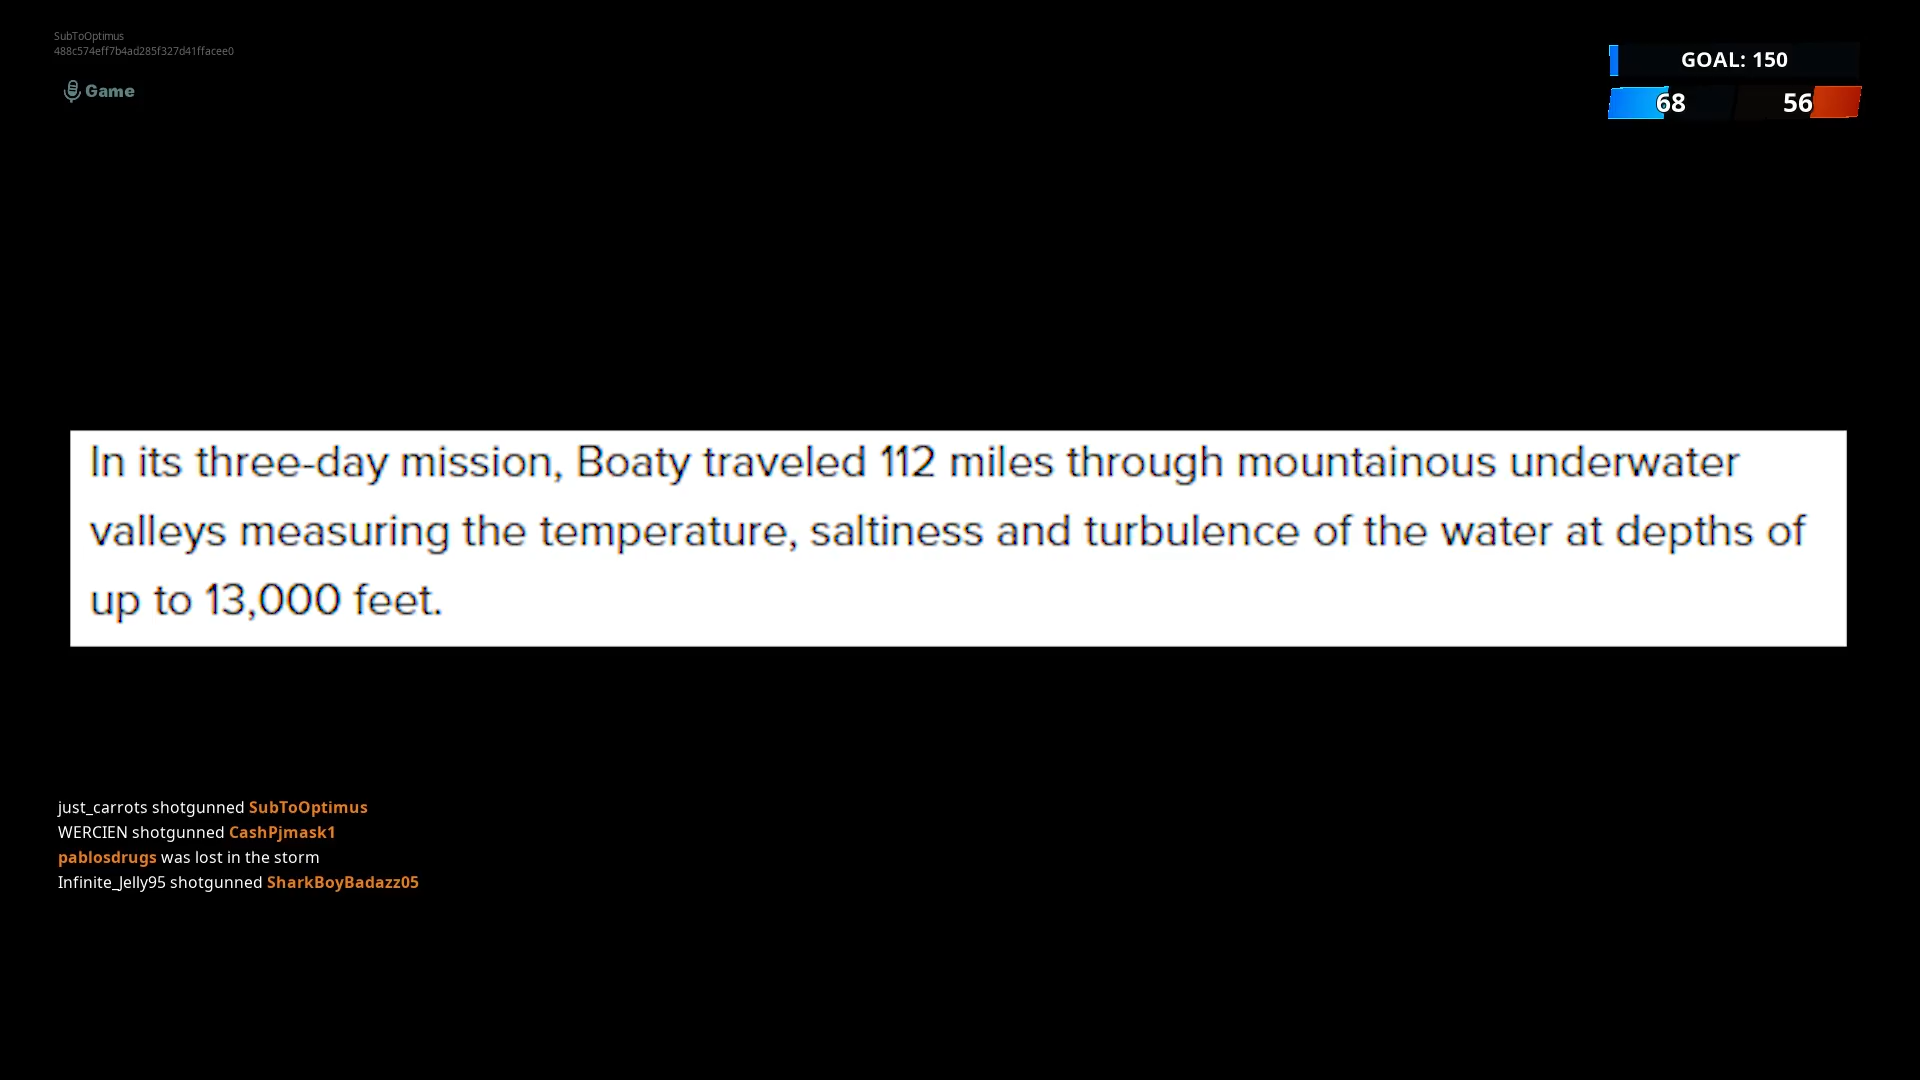 SubToOptimus
488c574eff7b4ad285f327d41ffacee0
Game
GOAL: 150
68 56
In its three-day mission, Boaty traveled 112 miles through mountainous underwater
valleys measuring the temperature, saltiness and turbulence of the water at depths of
up to 13,000 feet.
just_carrots shotgunned SubToOptimus
WERCIEN shotgunned CashPjmask1
pablosdrugs was lost in the storm
Infinite_Jelly95 shotgunned SharkBoyBadazz05